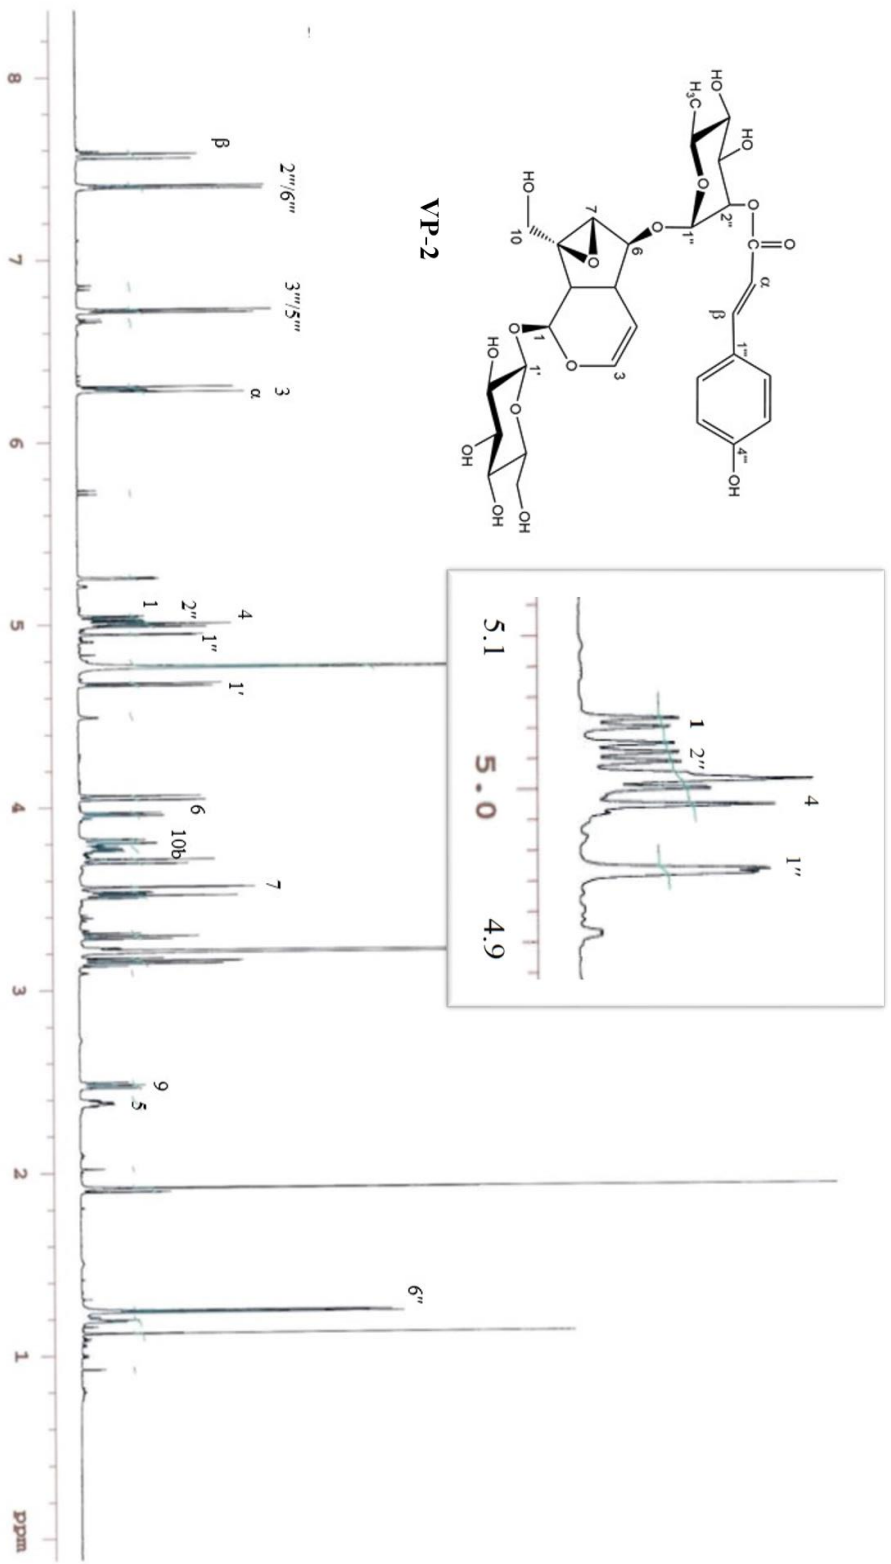 β
2‴/6‴
3‴/5‴
3
α
1
2″
4
1″
1′
6
10b
7
9
5
6″
VP-2
HO
H₃C
HO
O
O
C
O
α
β
1‴
4‴
OH
2″
1″
O
6
7
O
10
HO
3
O
1
O
1′
HO
O
OH
OH
OH
1
2″
4
1″
5.1
5.0
4.9
8
7
6
5
4
3
2
1
ppm